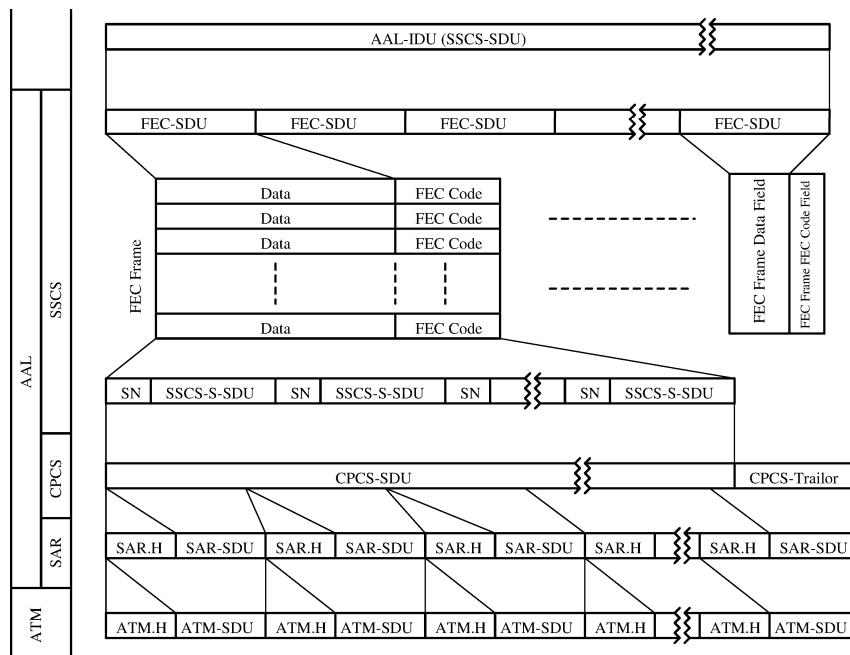 AAL-IDU (SSCS-SDU)
FEC-SDU FEC-SDU FEC-SDU FEC-SDU
Data FEC Code
Data FEC Code
Data FEC Code
Data FEC Code
FEC Frame
FEC Frame Data Field
FEC Frame FEC Code Field
SSCS
AAL
SN SSCS-S-SDU SN SSCS-S-SDU SN SN SSCS-S-SDU
CPCS
CPCS-SDU CPCS-Trailor
SAR
SAR.H SAR-SDU SAR.H SAR-SDU SAR.H SAR-SDU SAR.H SAR.H SAR-SDU
ATM
ATM.H ATM-SDU ATM.H ATM-SDU ATM.H ATM-SDU ATM.H ATM.H ATM-SDU